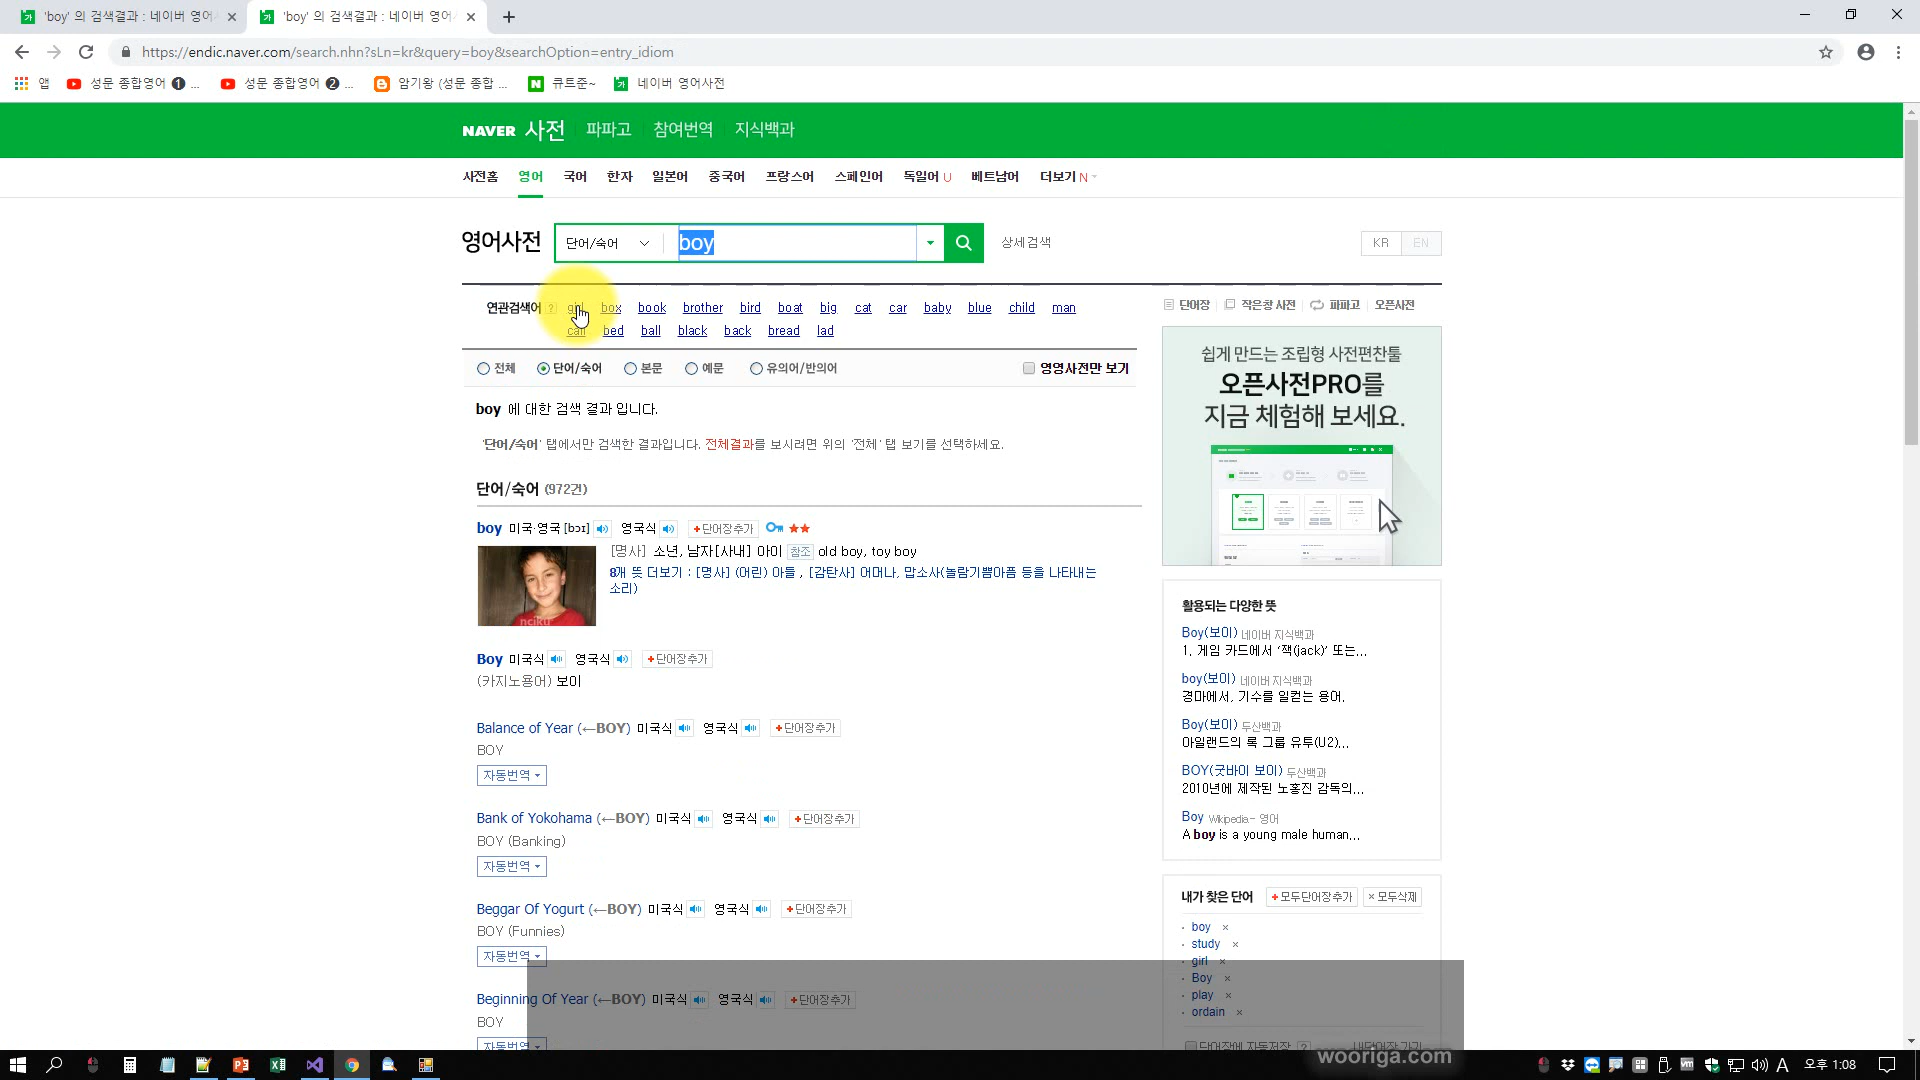 'boy' 의 검색결과 : 네이버 영어 'boy' 의 검색결과 : 네이버 영어
https://endic.naver.com/search.nhn?sLn=kr&query=boy&searchOption=entry_idiom
앱 성문 종합영어 ❶ ... 성문 종합영어 ❷ ... 암기왕 (성문 종합 ... 큐트준~ 네이버 영어사전
NAVER 사전 파파고 참여번역 지식백과
사전홈 영어 국어 한자 일본어 중국어 프랑스어 스페인어 독일어 U 베트남어 더보기 N
영어사전 단어/숙어 boy 상세검색 KR EN
연관검색어 ? girl box book brother bird boat big cat car baby blue child man
call bed ball black back bread lad
단어장 작은창 사전 파파고 오픈사전
전체 단어/숙어 본문 예문 유의어/반의어 영영사전만 보기
boy 에 대한 검색 결과 입니다.
'단어/숙어' 탭에서만 검색한 결과입니다. 전체결과를 보시려면 위의 '전체' 탭 보기를 선택하세요.
단어/숙어 (972건)
boy 미국·영국 [bɔɪ] 영국식 +단어장추가 ★★
[명사] 소년, 남자[사내] 아이 참조 old boy, toy boy
8개 뜻 더보기 : [명사] (어린) 아들 , [감탄사] 어머나, 맙소사(놀람기쁨아픔 등을 나타내는
소리)
nciku
Boy 미국식 영국식 +단어장추가
(카지노용어) 보이
Balance of Year (←BOY) 미국식 영국식 +단어장추가
BOY
자동번역
Bank of Yokohama (←BOY) 미국식 영국식 +단어장추가
BOY (Banking)
자동번역
Beggar Of Yogurt (←BOY) 미국식 영국식 +단어장추가
BOY (Funnies)
자동번역
Beginning Of Year (←BOY) 미국식 영국식 +단어장추가
BOY
자동번역
쉽게 만드는 조립형 사전편찬툴
오픈사전PRO를
지금 체험해 보세요.
활용되는 다양한 뜻
Boy(보이) 네이버 지식백과
1. 게임 카드에서 '잭(jack)' 또는...
boy(보이) 네이버 지식백과
경마에서, 기수를 일컫는 용어.
Boy(보이) 두산백과
아일랜드의 록 그룹 유투(U2)...
BOY(굿바이 보이) 두산백과
2010년에 제작된 노홍진 감독의...
Boy Wikipedia- 영어
A boy is a young male human...
내가 찾은 단어 +모두단어장추가 ×모두삭제
· boy ×
· study ×
· girl ×
· Boy ×
· play ×
· ordain ×
단어장에 자동저장 ? 내단어장 가기
wooriga.com
A 오후 1:08